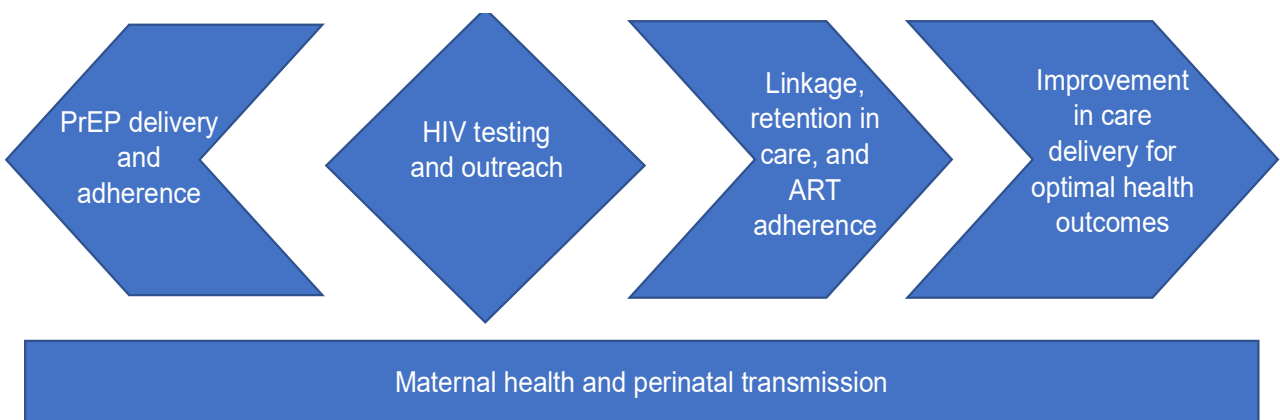 PrEP delivery
and
adherence
HIV testing
and outreach
Linkage,
retention in
care, and
ART
adherence
Improvement
in care
delivery for
optimal health
outcomes
Maternal health and perinatal transmission